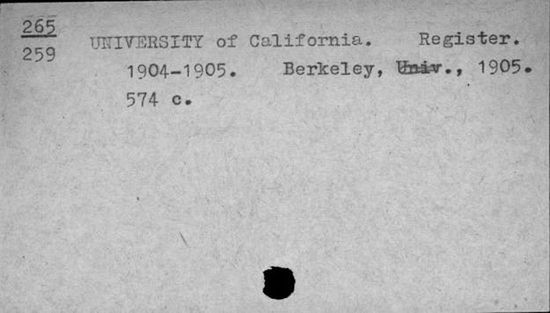 265
259
UNIVERSITY of California. Register.
1904-1905. Berkeley, Univ., 1905.
574 c.